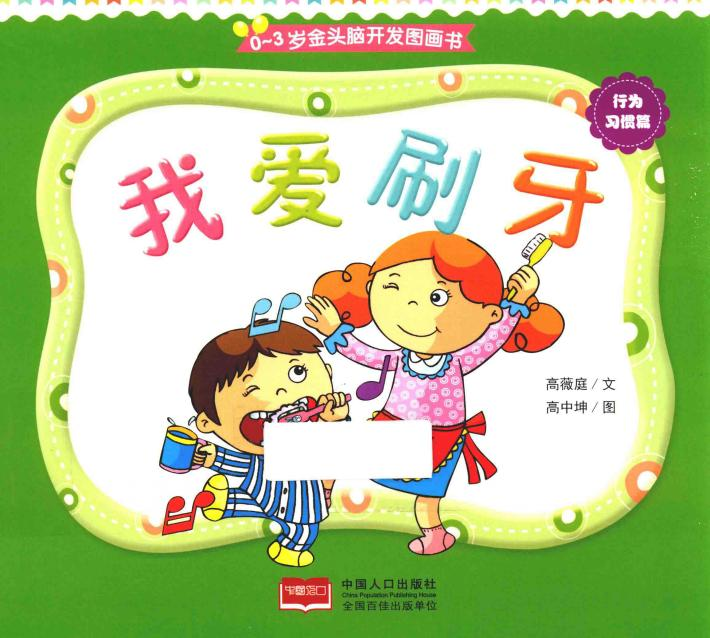 0~3岁金头脑开发图画书
行为
习惯篇
我爱刷牙
高薇庭/文
高中坤/图
中国人口出版社
China Population Publishing House
全国百佳出版单位